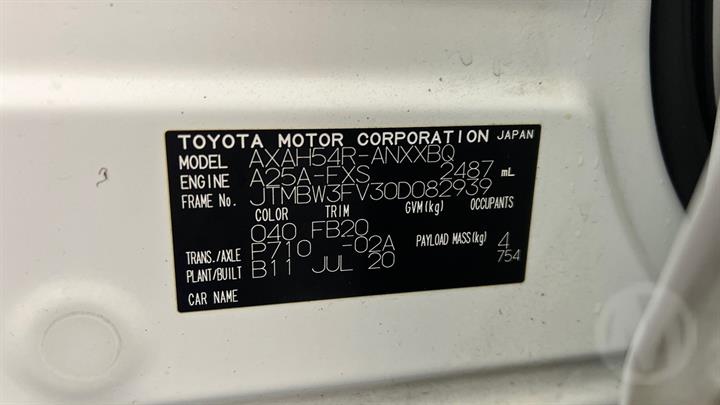 TOYOTA MOTOR CORPORATION JAPAN
MODEL AXAH54R-ANXXBQ
ENGINE A25A-FXS 2487 mL
FRAME No. JTMBW3FV30D082939
COLOR TRIM GVM(kg) OCCUPANTS
040 FB20
TRANS./AXLE P710 -02A PAYLOAD MASS(kg) 4
PLANT/BUILT B11 JUL 20 754
CAR NAME
M